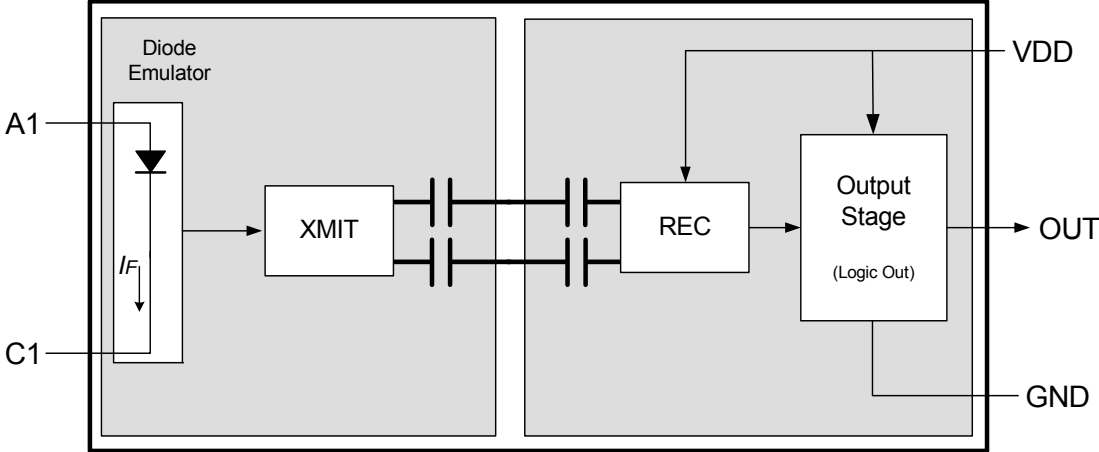 Diode
Emulator
VDD
A1
Output
Stage
XMIT
REC
OUT
(Logic Out)
IF
C1
GND